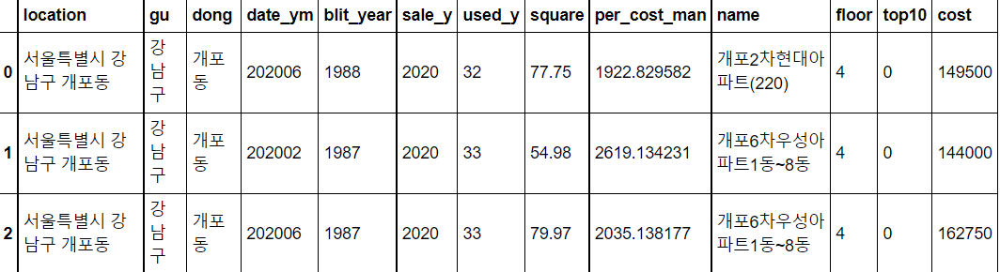 location gu dong date_ym blit_year sale_y used_y square per_cost_man name floor top10 cost
0 서울특별시 강남구 개포동 강남구 개포동 202006 1988 2020 32 77.75 1922.829582 개포2차현대아파트(220) 4 0 149500
1 서울특별시 강남구 개포동 강남구 개포동 202002 1987 2020 33 54.98 2619.134231 개포6차우성아파트1동~8동 4 0 144000
2 서울특별시 강남구 개포동 강남구 개포동 202006 1987 2020 33 79.97 2035.138177 개포6차우성아파트1동~8동 4 0 162750